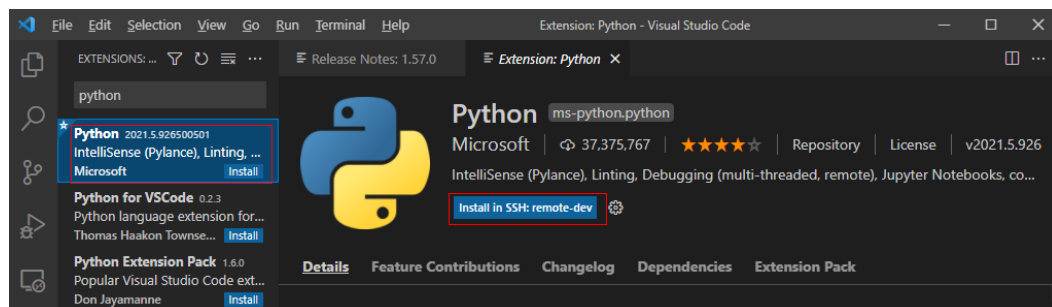 File Edit Selection View Go Run Terminal Help Extension: Python - Visual Studio Code
EXTENSIONS: ... Release Notes: 1.57.0 Extension: Python
python
Python 2021.5.926500501
IntelliSense (Pylance), Linting, ...
Microsoft Install
Python for VSCode 0.2.3
Python language extension for...
Thomas Haakon Townse... Install
Python Extension Pack 1.6.0
Popular Visual Studio Code ext...
Don Jayamanne Install
Python ms-python.python
Microsoft 37,375,767 Repository License v2021.5.926
IntelliSense (Pylance), Linting, Debugging (multi-threaded, remote), Jupyter Notebooks, co...
Install in SSH: remote-dev
Details Feature Contributions Changelog Dependencies Extension Pack